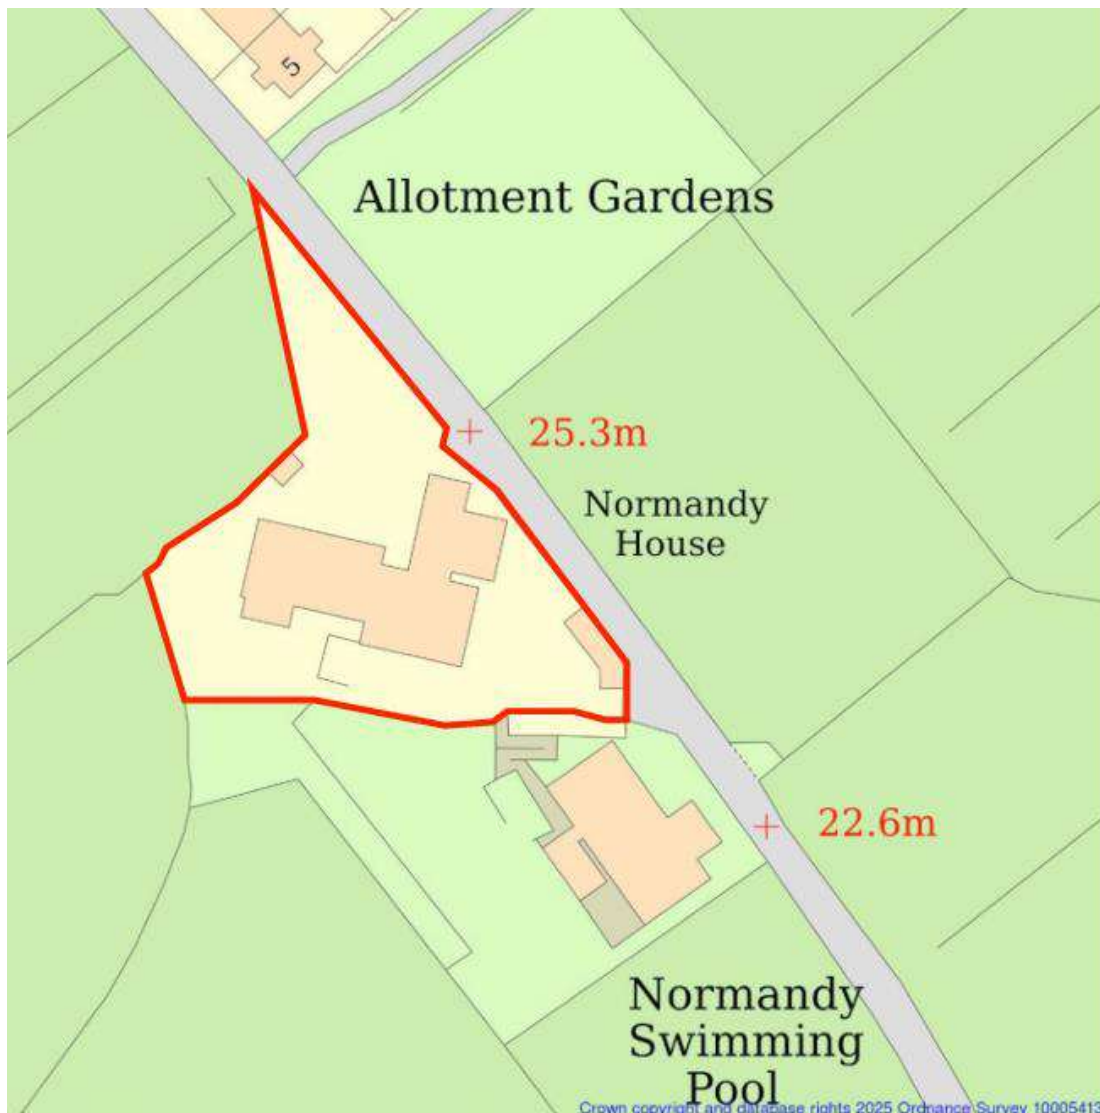 5
Allotment Gardens
25.3m
Normandy
House
22.6m
Normandy
Swimming
Pool
Crown copyright and database rights 2025 Ordnance Survey 10005413